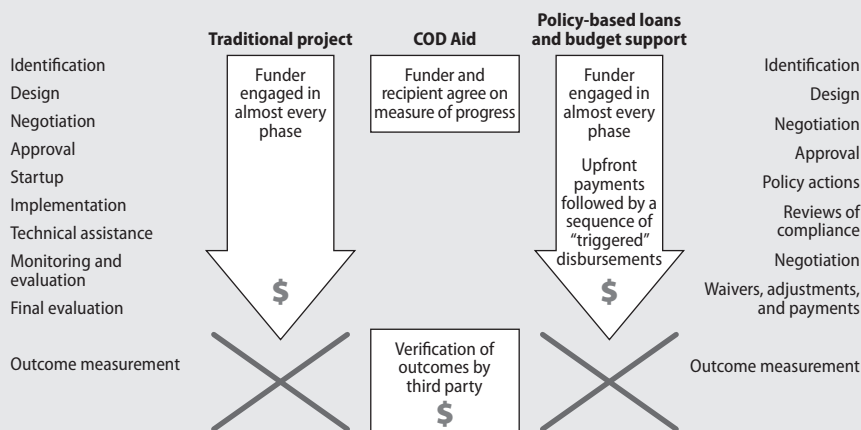 Traditional project
COD Aid
Policy-based loans
and budget support
Identification
Design
Negotiation
Approval
Startup
Implementation
Technical assistance
Monitoring and
evaluation
Final evaluation
Outcome measurement
Funder
engaged in
almost every
phase
$
Funder and
recipient agree on
measure of progress
Verification of
outcomes by
third party
$
Funder
engaged in
almost every
phase
Upfront
payments
followed by a
sequence of
“triggered”
disbursements
$
Identification
Design
Negotiation
Approval
Policy actions
Reviews of
compliance
Negotiation
Waivers, adjustments,
and payments
Outcome measurement